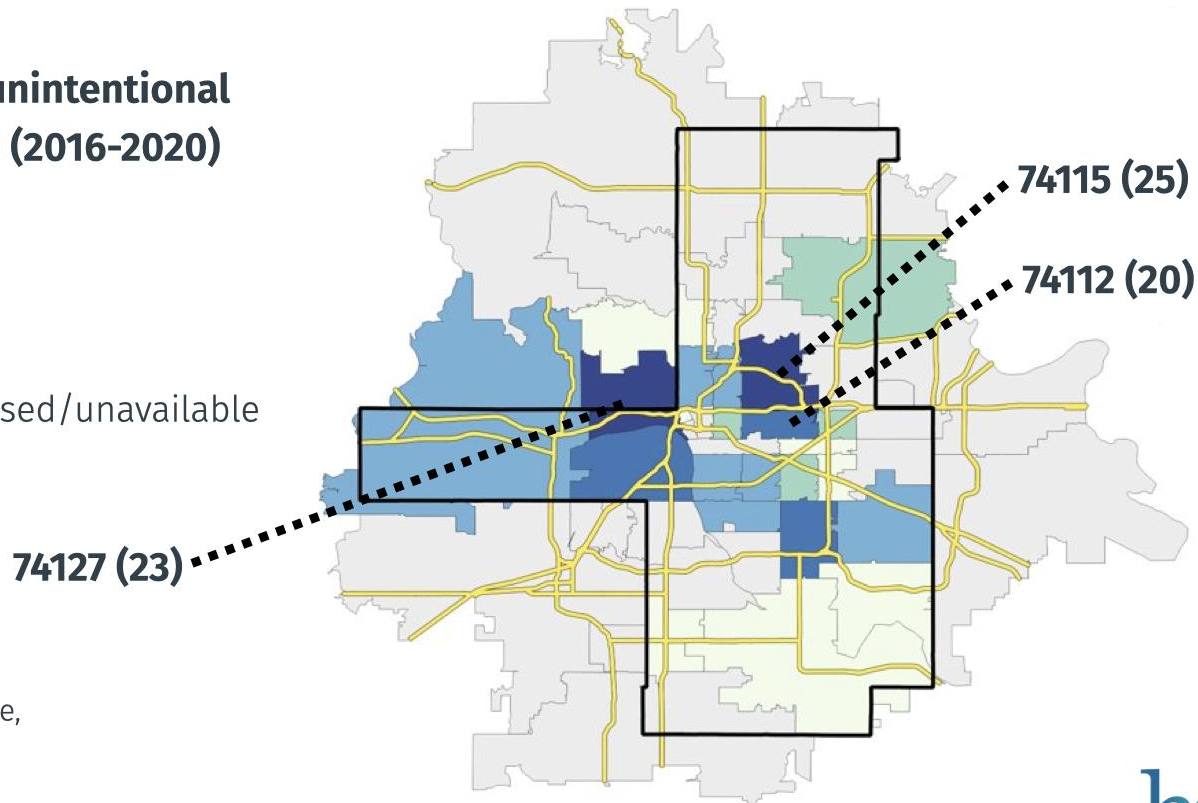 unintentional
(2016-2020)
74115 (25)
74112 (20)
sed/unavailable
74127 (23)
e,